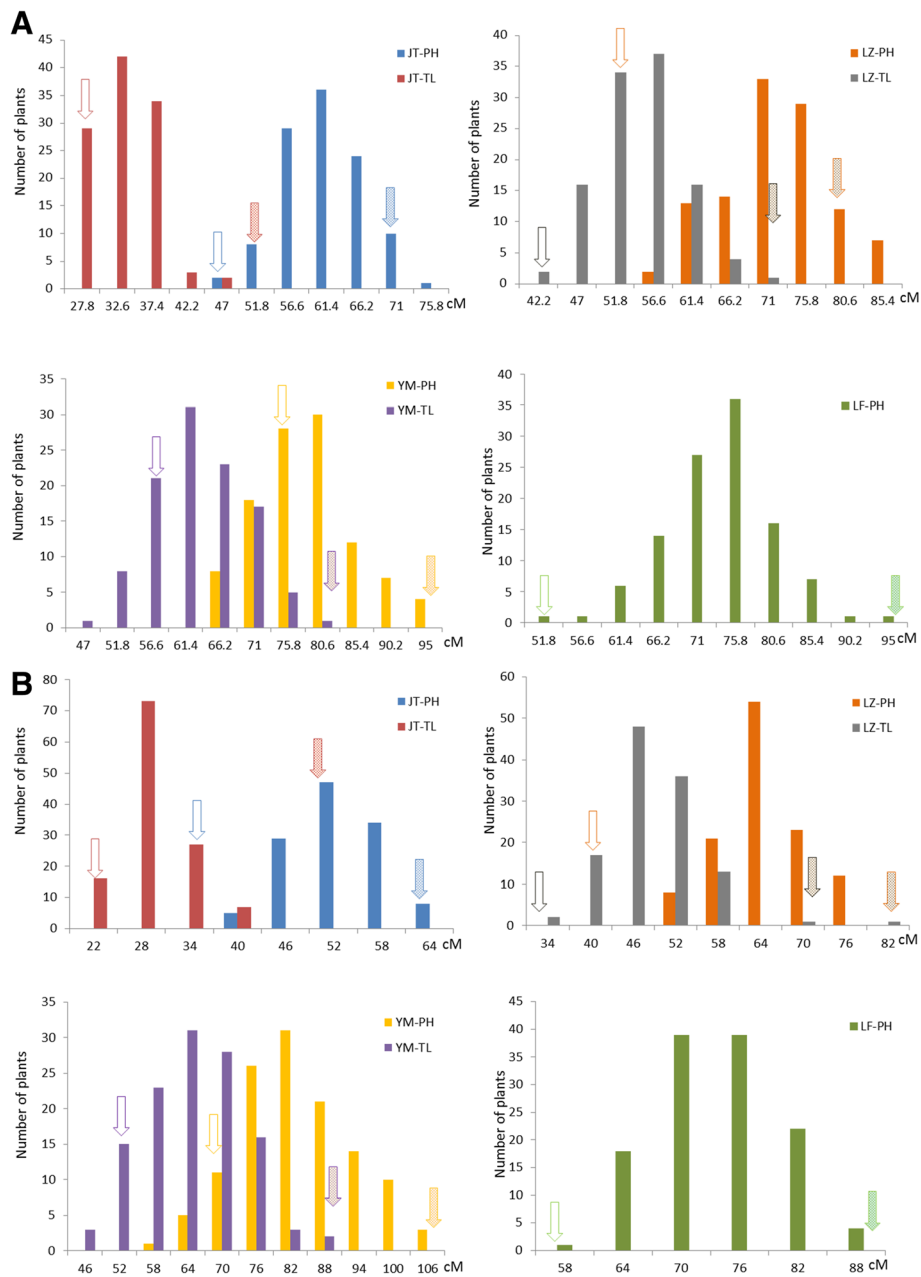 A
Number of plants
45
40
35
30
25
20
15
10
5
0
27.8 32.6 37.4 42.2 47 51.8 56.6 61.4 66.2 71 75.8 cM
JT-PH
JT-TL
Number of plants
40
35
30
25
20
15
10
5
0
42.2 47 51.8 56.6 61.4 66.2 71 75.8 80.6 85.4 cM
LZ-PH
LZ-TL
Number of plants
35
30
25
20
15
10
5
0
47 51.8 56.6 61.4 66.2 71 75.8 80.6 85.4 90.2 95 cM
YM-PH
YM-TL
Number of plants
40
35
30
25
20
15
10
5
0
51.8 56.6 61.4 66.2 71 75.8 80.6 85.4 90.2 95 cM
LF-PH
B
Number of plants
80
70
60
50
40
30
20
10
0
22 28 34 40 46 52 58 64 cM
JT-PH
JT-TL
Number of plants
60
50
40
30
20
10
0
34 40 46 52 58 64 70 76 82 cM
LZ-PH
LZ-TL
Number of plants
35
30
25
20
15
10
5
0
46 52 58 64 70 76 82 88 94 100 106 cM
YM-PH
YM-TL
Number of plants
45
40
35
30
25
20
15
10
5
0
58 64 70 76 82 88 cM
LF-PH